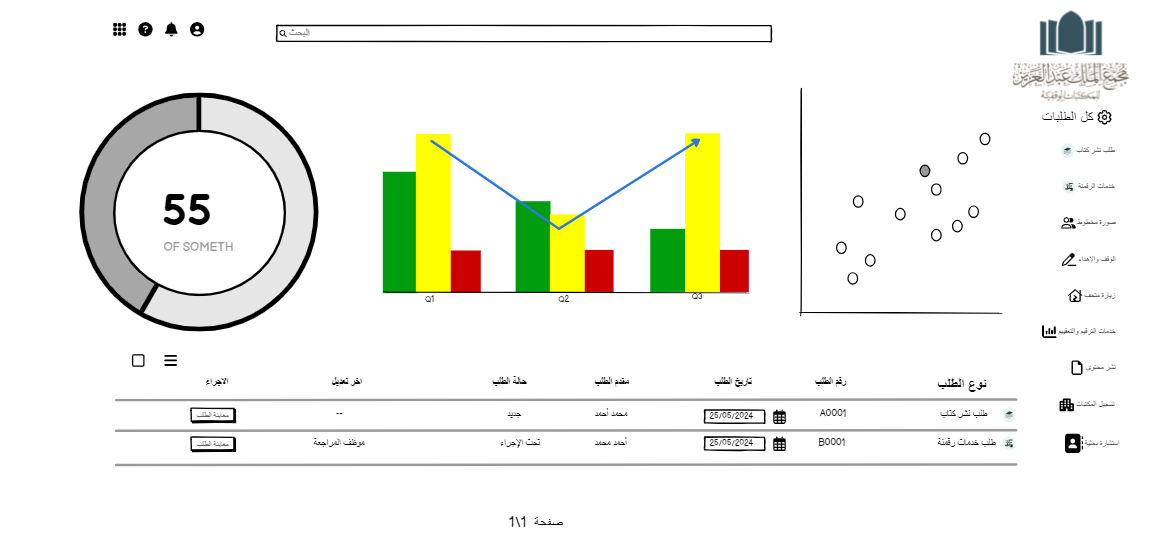 البحث
مجمع الملك عبدالعزيز
للمكتبات الوقفية
كل الطلبات
طلب نشر كتاب
خدمات الرقمنة
صورة مخطوط
الوقف والإهداء
زيارة متحف
خدمات الترقيم والتعقيم
نشر محتوى
تسجيل المكتبات
استشارة بحثية
55
OF SOMETH
Q1 Q2 Q3
نوع الطلب رقم الطلب تاريخ الطلب مقدم الطلب حالة الطلب اخر تعديل الاجراء
طلب نشر كتاب A0001 25/05/2024 محمد أحمد جديد -- معاينة الطلب
طلب خدمات رقمنة B0001 25/05/2024 أحمد محمد تحت الإجراء موظف المراجعة معاينة الطلب
صفحة 1\1